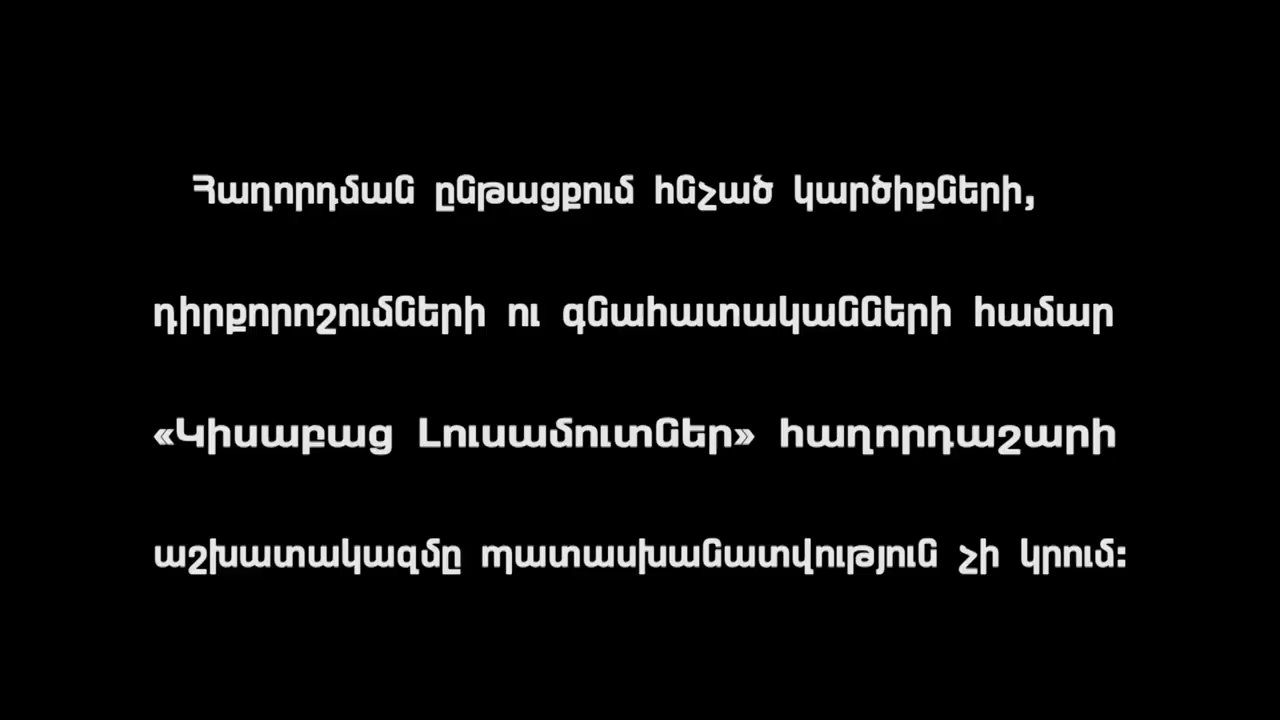 Հաղորդման ընթացքում հնչած կարծիքների,
դիրքորոշումների ու գնահատականների համար
«Կիսաբաց Լուսամուտներ» հաղորդաշարի
աշխատակազմը պատասխանատվություն չի կրում: